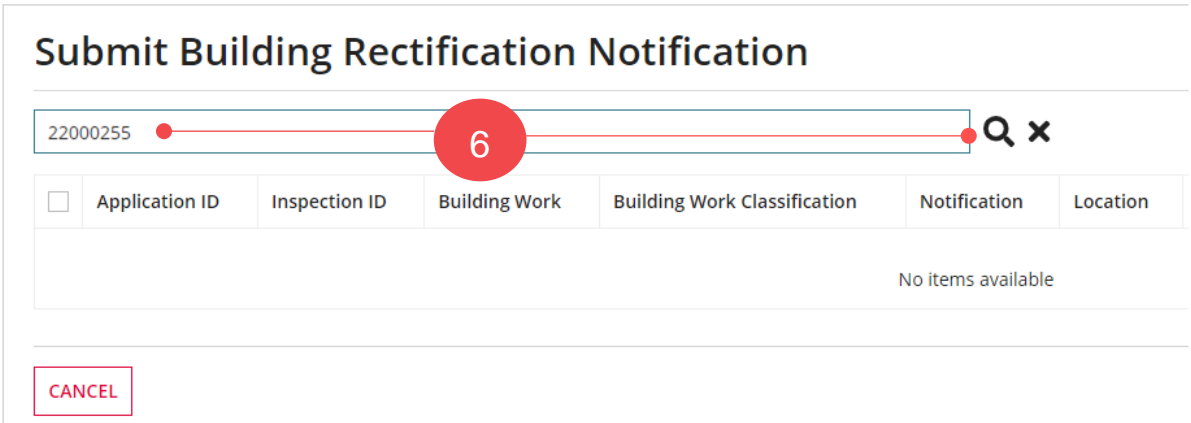 Submit Building Rectification Notification
22000255
6
Application ID Inspection ID Building Work Building Work Classification Notification Location
No items available
CANCEL